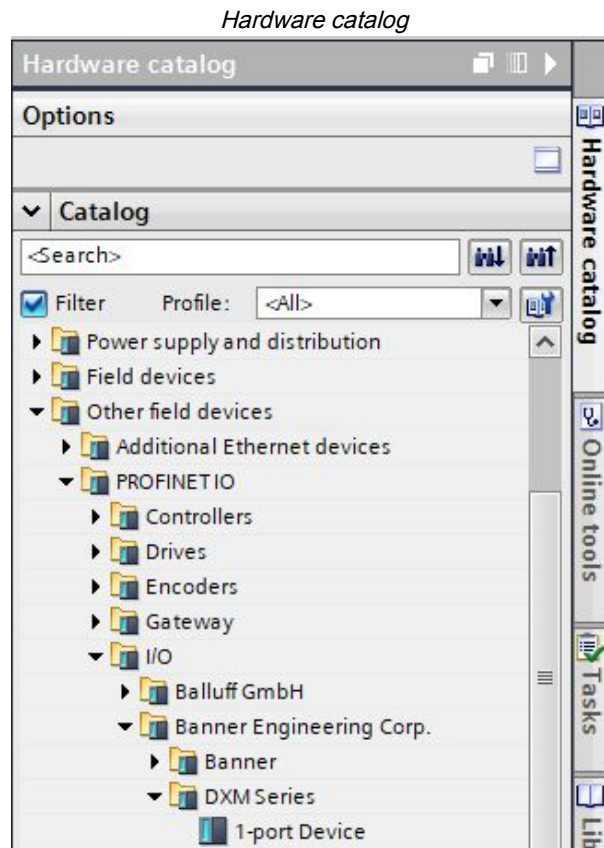 Hardware catalog
Hardware catalog
Options
Catalog
<Search>
Filter Profile: <All>
Power supply and distribution
Field devices
Other field devices
Additional Ethernet devices
PROFINET IO
Controllers
Drives
Encoders
Gateway
I/O
Balluff GmbH
Banner Engineering Corp.
Banner
DXM Series
1-port Device
Hardware catalog
Online tools
Tasks
Lib